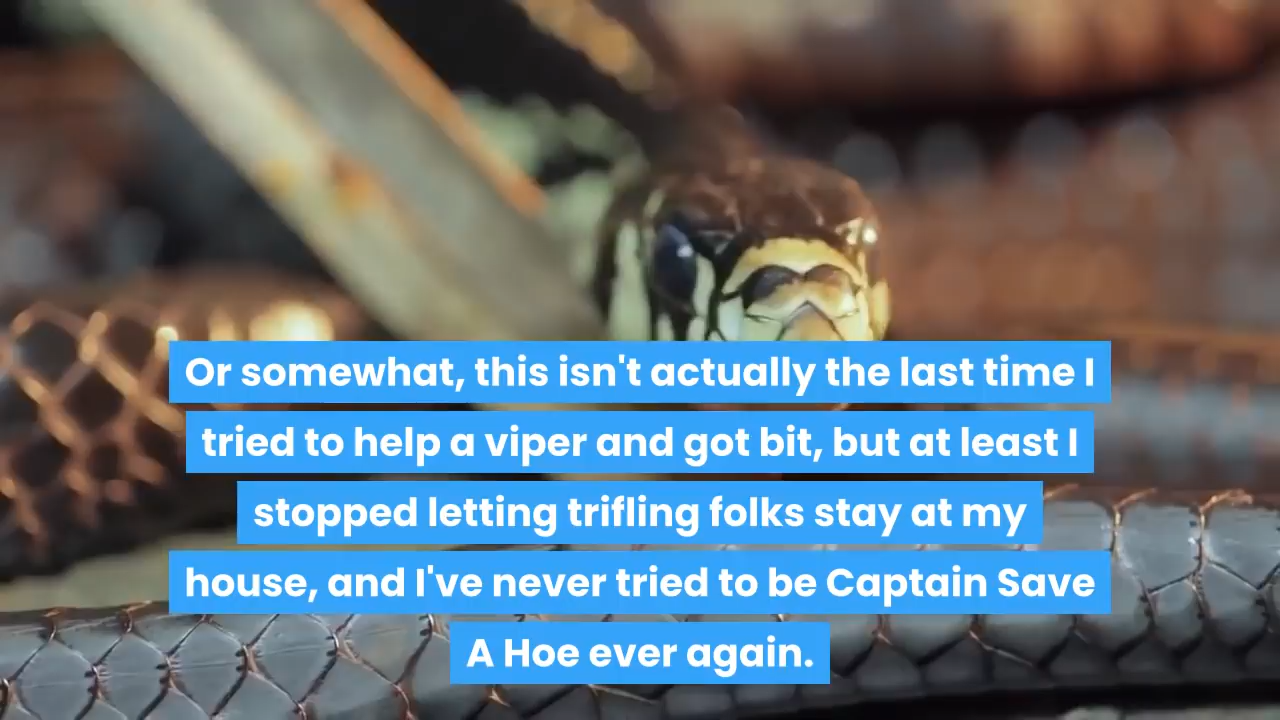 Or somewhat, this isn't actually the last time I
tried to help a viper and got bit, but at least I
stopped letting trifling folks stay at my
house, and I've never tried to be Captain Save
A Hoe ever again.